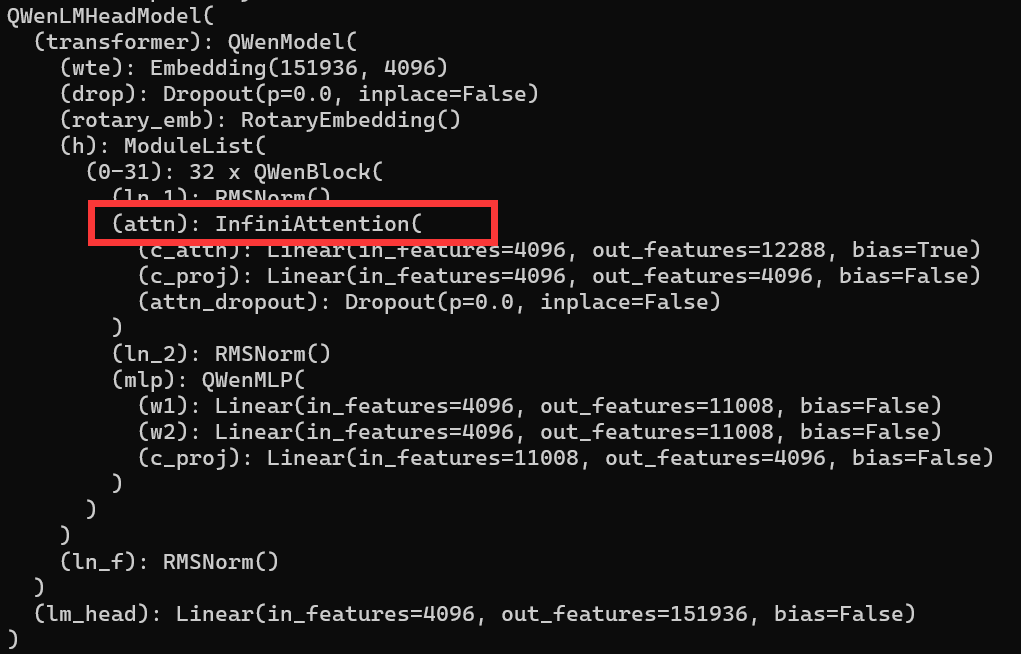 QWenLMHeadModel(
  (transformer): QWenModel(
    (wte): Embedding(151936, 4096)
    (drop): Dropout(p=0.0, inplace=False)
    (rotary_emb): RotaryEmbedding()
    (h): ModuleList(
      (0-31): 32 x QWenBlock(
        (ln_1): RMSNorm()
        (attn): InfiniAttention(
          (c_attn): Linear(in_features=4096, out_features=12288, bias=True)
          (c_proj): Linear(in_features=4096, out_features=4096, bias=False)
          (attn_dropout): Dropout(p=0.0, inplace=False)
        )
        (ln_2): RMSNorm()
        (mlp): QWenMLP(
          (w1): Linear(in_features=4096, out_features=11008, bias=False)
          (w2): Linear(in_features=4096, out_features=11008, bias=False)
          (c_proj): Linear(in_features=11008, out_features=4096, bias=False)
        )
      )
    )
    (ln_f): RMSNorm()
  )
  (lm_head): Linear(in_features=4096, out_features=151936, bias=False)
)